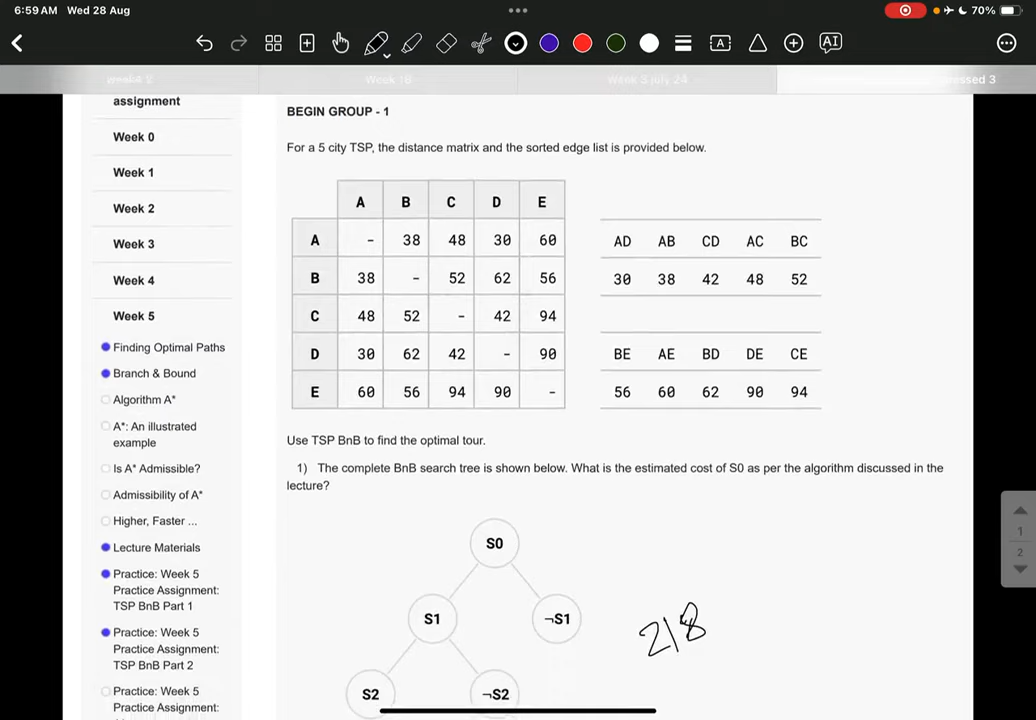 6:59 AM Wed 28 Aug
70%
A
AI
Week 16
Week 5 july 24
essed 3
assignment
Week 0
Week 1
Week 2
Week 3
Week 4
Week 5
Finding Optimal Paths
Branch & Bound
Algorithm A*
A*: An illustrated
example
Is A* Admissible?
Admissibility of A*
Higher, Faster ...
Lecture Materials
Practice: Week 5
Practice Assignment:
TSP BnB Part 1
Practice: Week 5
Practice Assignment:
TSP BnB Part 2
Practice: Week 5
Practice Assignment:
BEGIN GROUP - 1
For a 5 city TSP, the distance matrix and the sorted edge list is provided below.
A B C D E
A - 38 48 30 60
B 38 - 52 62 56
C 48 52 - 42 94
D 30 62 42 - 90
E 60 56 94 90 -
AD AB CD AC BC
30 38 42 48 52
BE AE BD DE CE
56 60 62 90 94
Use TSP BnB to find the optimal tour.
1) The complete BnB search tree is shown below. What is the estimated cost of S0 as per the algorithm discussed in the
lecture?
S0
S1 ¬S1
218
S2 ¬S2
1
2